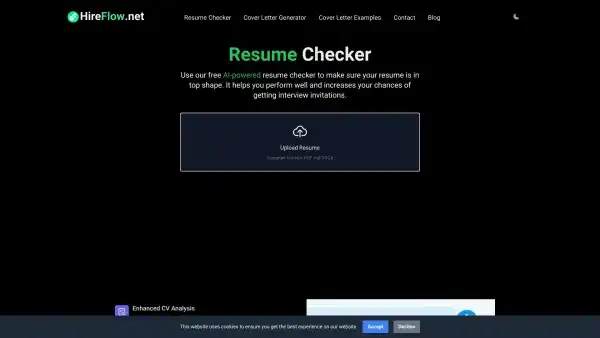 HireFlow.net
Resume Checker
Cover Letter Generator
Cover Letter Examples
Contact
Blog
Resume Checker
Use our free AI-powered resume checker to make sure your resume is in
top shape. It helps you perform well and increases your chances of
getting interview invitations.
Upload Resume
Enhanced CV Analysis
This website uses cookies to ensure you get the best experience on our website
Accept
Decline